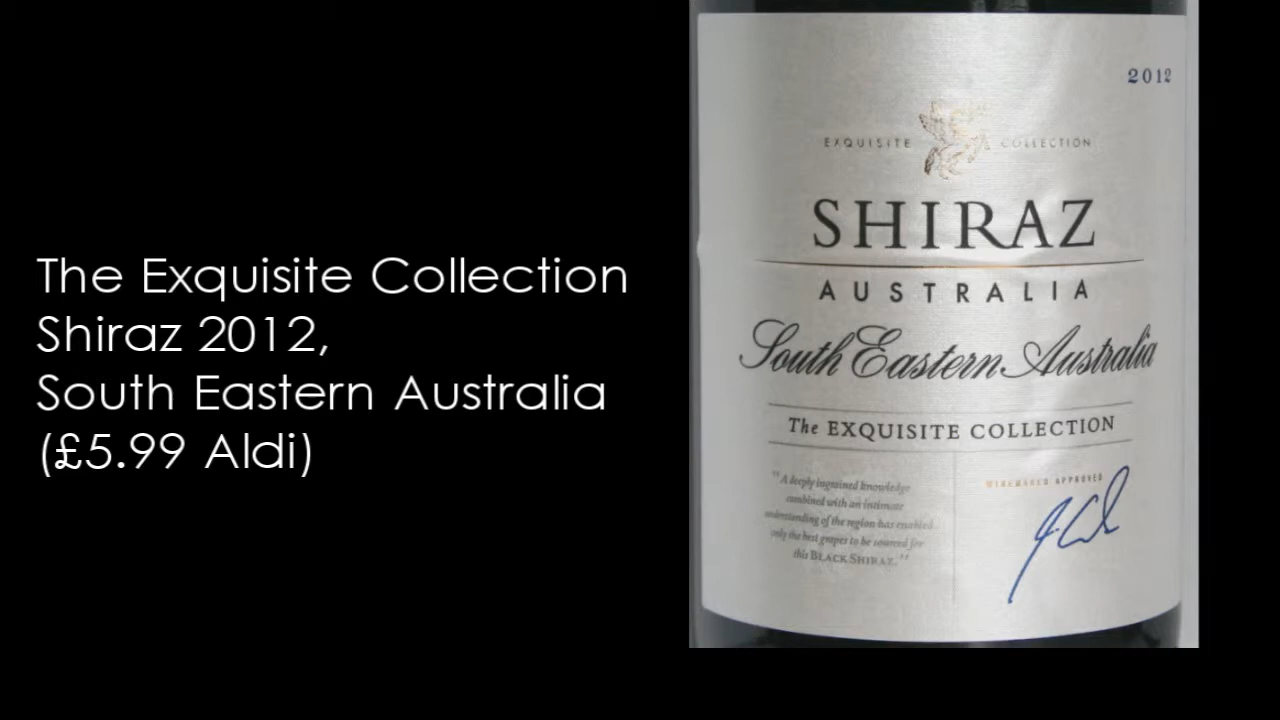 The Exquisite Collection
Shiraz 2012,
South Eastern Australia
(£5.99 Aldi)
2012
EXQUISITE COLLECTION
SHIRAZ
AUSTRALIA
South Eastern Australia
The EXQUISITE COLLECTION
"A deeply ingrained knowledge
combined with an intimate
understanding of the region has enabled
only the best grapes to be sourced for
this BLACK SHIRAZ."
WINEMAKER APPROVED